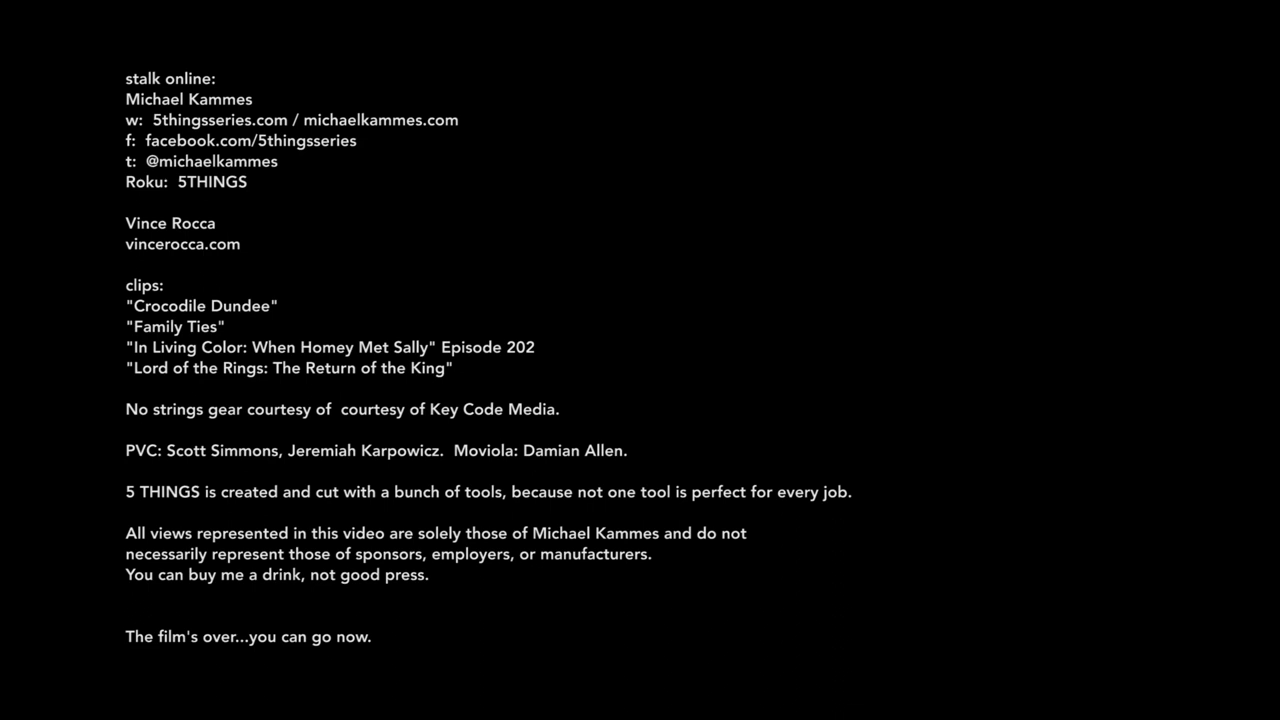 stalk online:
Michael Kammes
w:  5thingsseries.com / michaelkammes.com
f:  facebook.com/5thingsseries
t:  @michaelkammes
Roku:  5THINGS
Vince Rocca
vincerocca.com
clips:
"Crocodile Dundee"
"Family Ties"
"In Living Color: When Homey Met Sally" Episode 202
"Lord of the Rings: The Return of the King"
No strings gear courtesy of  courtesy of Key Code Media.
PVC: Scott Simmons, Jeremiah Karpowicz.  Moviola: Damian Allen.
5 THINGS is created and cut with a bunch of tools, because not one tool is perfect for every job.
All views represented in this video are solely those of Michael Kammes and do not
necessarily represent those of sponsors, employers, or manufacturers.
You can buy me a drink, not good press.
The film's over...you can go now.